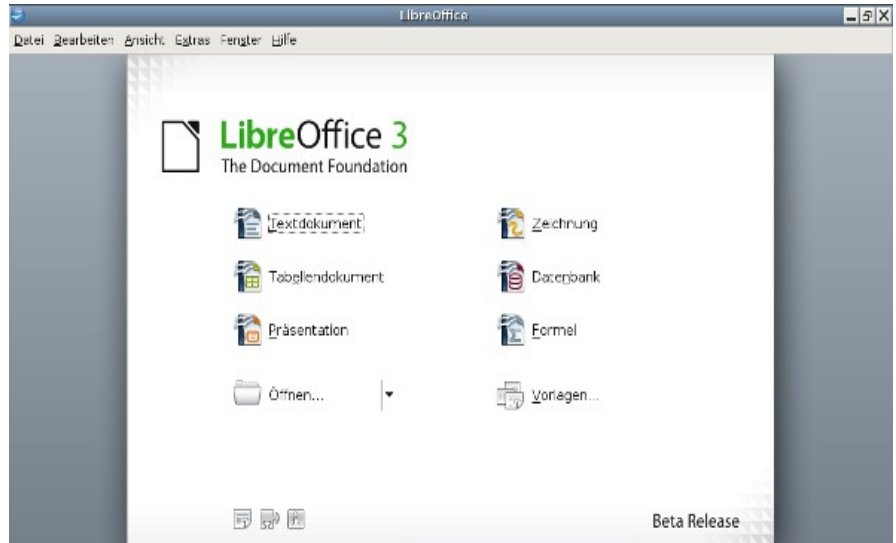 LibreOffice
Datei Bearbeiten Ansicht Extras Fenster Hilfe
LibreOffice 3
The Document Foundation
Textdokument
Zeichnung
Tabellendokument
Datenbank
Präsentation
Formel
Öffnen...
Vorlagen...
Beta Release